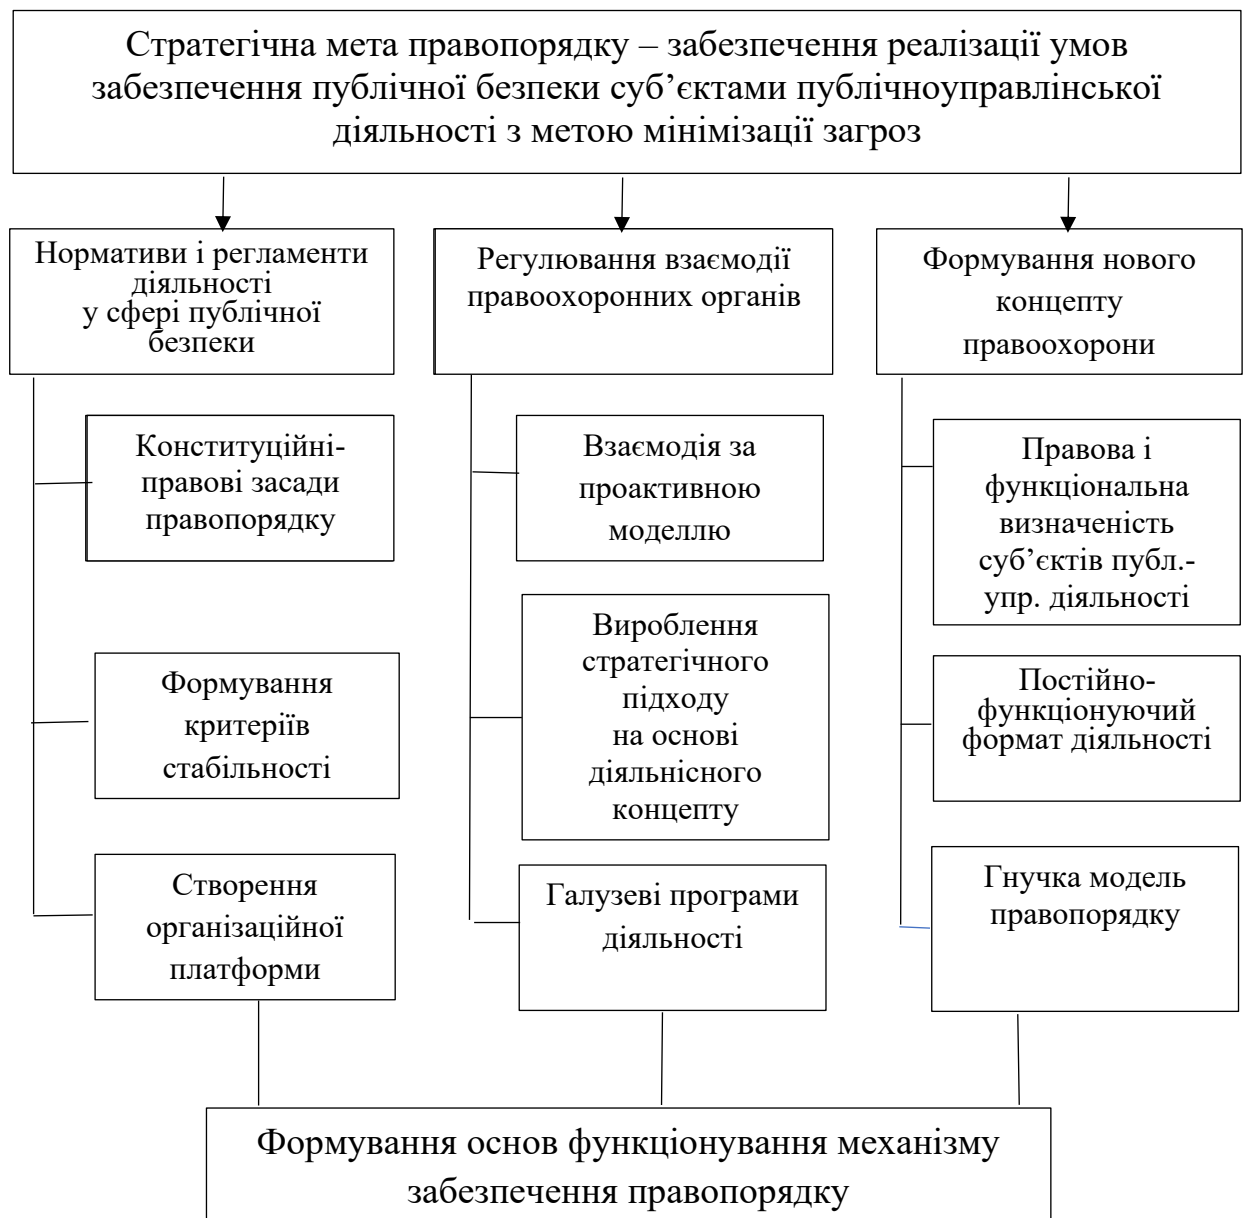 Стратегічна мета правопорядку – забезпечення реалізації умов
забезпечення публічної безпеки суб’єктами публічноуправлінської
діяльності з метою мінімізації загроз
Нормативи і регламенти
діяльності
у сфері публічної
безпеки
Регулювання взаємодії
правоохоронних органів
Формування нового
концепту
правоохорони
Конституційні-
правові засади
правопорядку
Формування
критеріїв
стабільності
Створення
організаційної
платформи
Взаємодія за
проактивною
моделлю
Вироблення
стратегічного
підходу
на основі
діяльнісного
концепту
Галузеві програми
діяльності
Правова і
функціональна
визначеність
суб’єктів публ.-
упр. діяльності
Постійно-
функціонуючий
формат діяльності
Гнучка модель
правопорядку
Формування основ функціонування механізму
забезпечення правопорядку